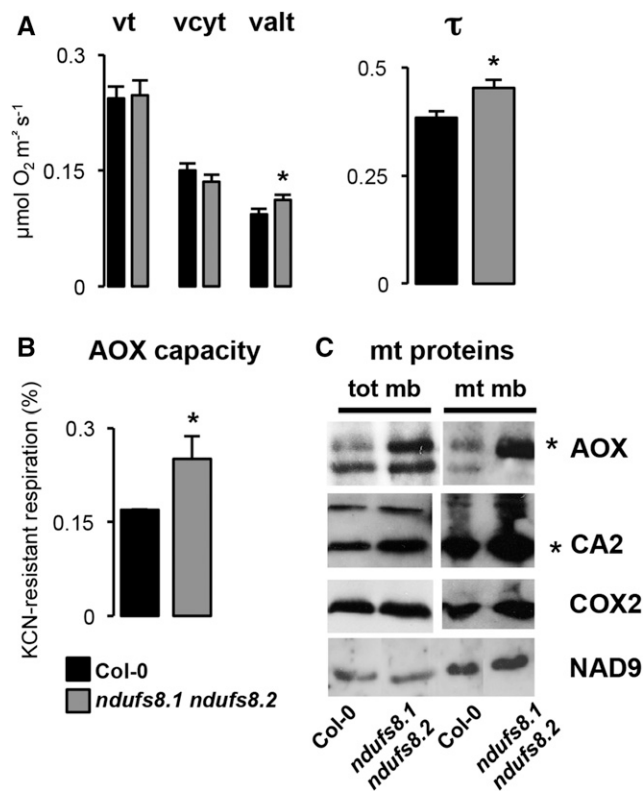 A
vt vcyt valt
τ
µmol O₂ m⁻² s⁻¹
0.3
0.15
0
*
0.5
0.25
0
*
B
AOX capacity
KCN-resistant respiration (%)
0.3
0.15
0
*
Col-0
ndufs8.1 ndufs8.2
C
mt proteins
tot mb mt mb
* AOX
* CA2
COX2
NAD9
Col-0
ndufs8.1
ndufs8.2
Col-0
ndufs8.1
ndufs8.2